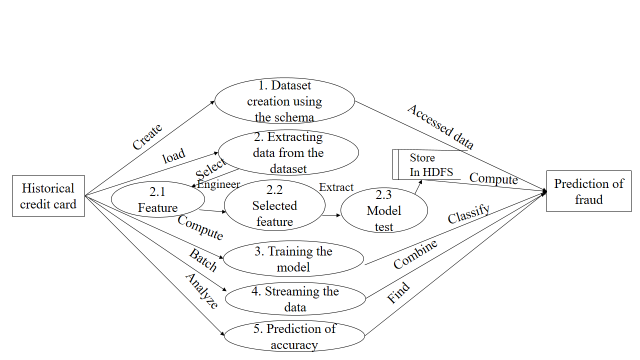 1. Dataset
creation using
the schema
Accessed data
Create
2. Extracting
data from the
dataset
load
Select
Store
In HDFS
Compute
Engineer
Historical
credit card
2.1
Feature
2.2
Selected
feature
Extract
2.3
Model
test
Prediction of
fraud
Compute
Classify
3. Training the
model
Batch
Combine
4. Streaming the
data
Analyze
Find
5. Prediction of
accuracy